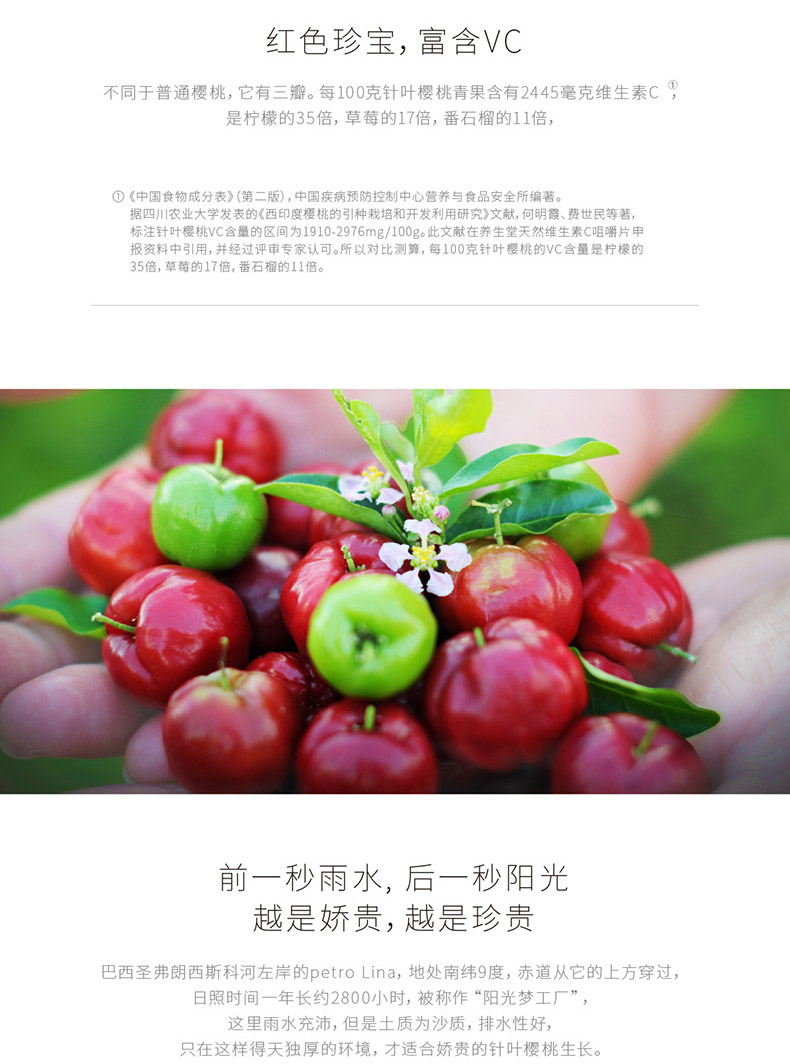 红色珍宝，富含VC
不同于普通樱桃，它有三瓣。每100克针叶樱桃青果含有2445毫克维生素C①，
是柠檬的35倍，草莓的17倍，番石榴的11倍，
①《中国食物成分表》（第二版），中国疾病预防控制中心营养与食品安全所编著。
据四川农业大学发表的《西印度樱桃的引种栽培和开发利用研究》文献，何明霞、费世民等著，
标注针叶樱桃VC含量的区间为1910-2976mg/100g。此文献在养生堂天然维生素C咀嚼片申
报资料中引用，并经过评审专家认可。所以对比测算，每100克针叶樱桃的VC含量是柠檬的
35倍，草莓的17倍，番石榴的11倍。
前一秒雨水，后一秒阳光
越是娇贵，越是珍贵
巴西圣弗朗西斯科河左岸的petro Lina，地处南纬9度，赤道从它的上方穿过，
日照时间一年长约2800小时，被称作“阳光梦工厂”，
这里雨水充沛，但是土质为沙质，排水性好，
只在这样得天独厚的环境，才适合娇贵的针叶樱桃生长。